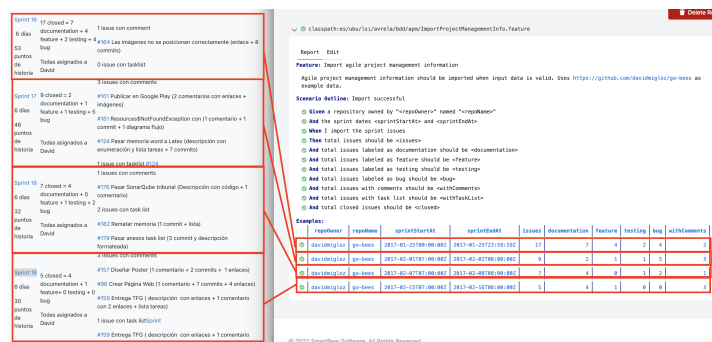 Sprint 16
6 días
53
puntos
de
historia
17 closed = 7
documentation + 4
feature + 2 testing + 4
bug
Todas asignados a
David
1 issue con comment
#164 Las imágenes no se posicionan correctamente (enlace + 8
commits)
0 issue con tasklist
Sprint 17
6 días
46
puntos
de
historia
9 closed = 2
documentation + 1
feature + 1 testing + 5
bug
Todas asignados a
David
3 issues con comments
#101 Publicar en Google Play (2 comentarios con enlaces +
imágenes)
#181 Resources$NotFoundException con (1 comentario + 1
commit + 1 diagrama flujo)
#124 Pasar memoria word a Latex (descripción con
enumeración y lista tareas + 7 commits)
1 issue con tasklist #124
Sprint 18
6 días
32
puntos
de
historia
7 closed = 4
documentation + 0
feature + 1 testing + 2
bug
Todas asignados a
David
1 issues con comments
#176 Pasar SonarQube tribunal (Descripción con código + 1
comentario)
2 issues con task list
#182 Rematar memoria (1 commit + lista)
#179 Pasar anexos task list (3 commit y descripción
formateada)
Sprint 19
6 días
30
puntos
de
historia
5 closed = 4
documentation + 1
feature+ 0 testing + 0
bug
Todas asignados a
David
3 issues con comments
#157 Diseñar Poster (1 comentario + 2 commits + 1 enlaces)
#96 Crear Página Web (1 comentario + 7 commits + 4 enlaces)
#159 Entrega TFG ( descripción con enlaces + 1 comentario
con 2 enlaces + lista tareas)
1 issue con task listSprint
#159 Entrega TFG ( descripción con enlaces + 1 comentario
Delete Re
classpath:es/ubu/lsi/avrela/bdd/apm/ImportProjectManagementInfo.feature
Report Edit
Feature: Import agile project management information
Agile project management information should be imported when input data is valid. Uses https://github.com/davidmigloz/go-bees as
example data.
Scenario Outline: Import successful
Given a repository owned by "<repoOwner>" named "<repoName>"
And the sprint dates <sprintStartAt> and <sprintEndAt>
When I import the sprint issues
Then total issues should be <issues>
And total issues labeled as documentation should be <documentation>
And total issues labeled as feature should be <feature>
And total issues labeled as testing should be <testing>
And total issues labeled as bug should be <bug>
And total issues with comments should be <withComments>
And total issues with task list should be <withTaskList>
And total closed issues should be <closed>
Examples:
repoOwner repoName sprintStartAt sprintEndAt issues documentation feature testing bug withComments
davidmigloz go-bees 2017-01-25T00:00:00Z 2017-01-25T23:59:59Z 17 7 4 2 4 2
davidmigloz go-bees 2017-02-01T07:00:00Z 2017-02-01T08:00:00Z 9 2 1 1 5 3
davidmigloz go-bees 2017-02-07T07:00:00Z 2017-02-08T08:00:00Z 7 4 0 1 2 1
davidmigloz go-bees 2017-02-15T07:00:00Z 2017-02-16T08:00:00Z 5 4 1 0 0 3
© 2022 SmartBear Software. All Rights Reserved